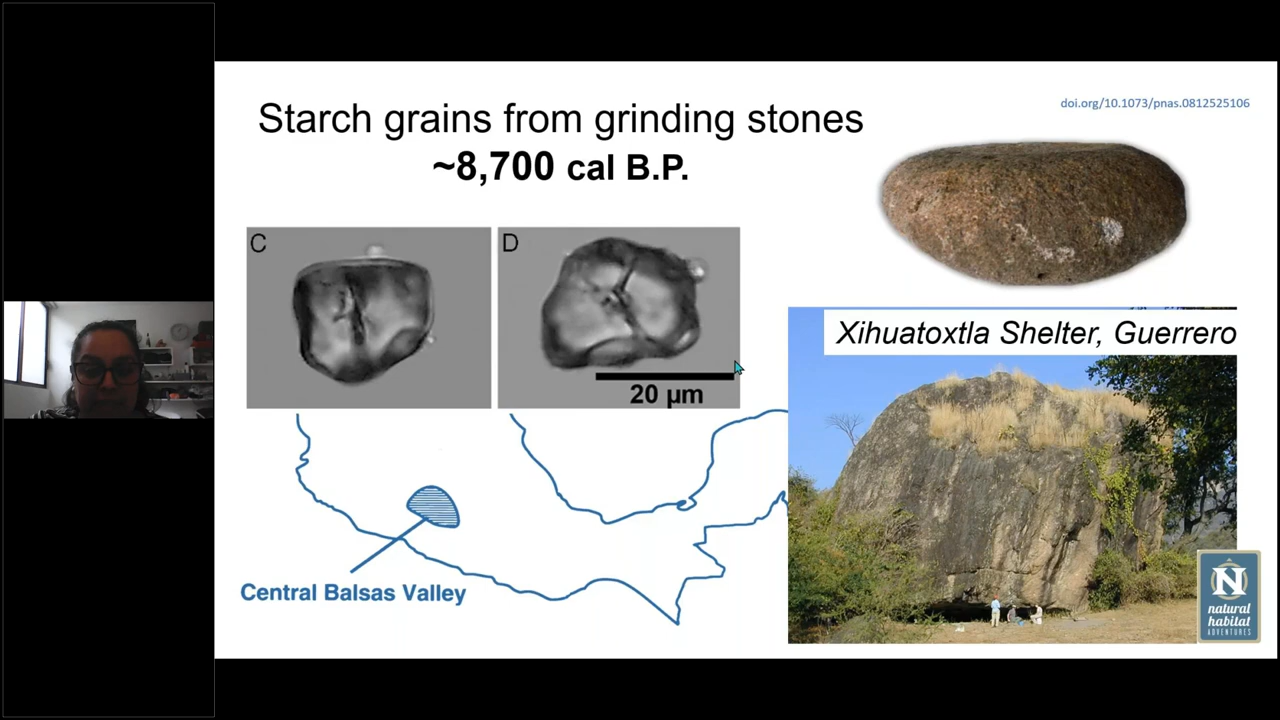 doi.org/10.1073/pnas.0812525106
Starch grains from grinding stones
~8,700 cal B.P.
C
D
20 µm
Xihuatoxtla Shelter, Guerrero
Central Balsas Valley
N
natural
habitat
ADVENTURES